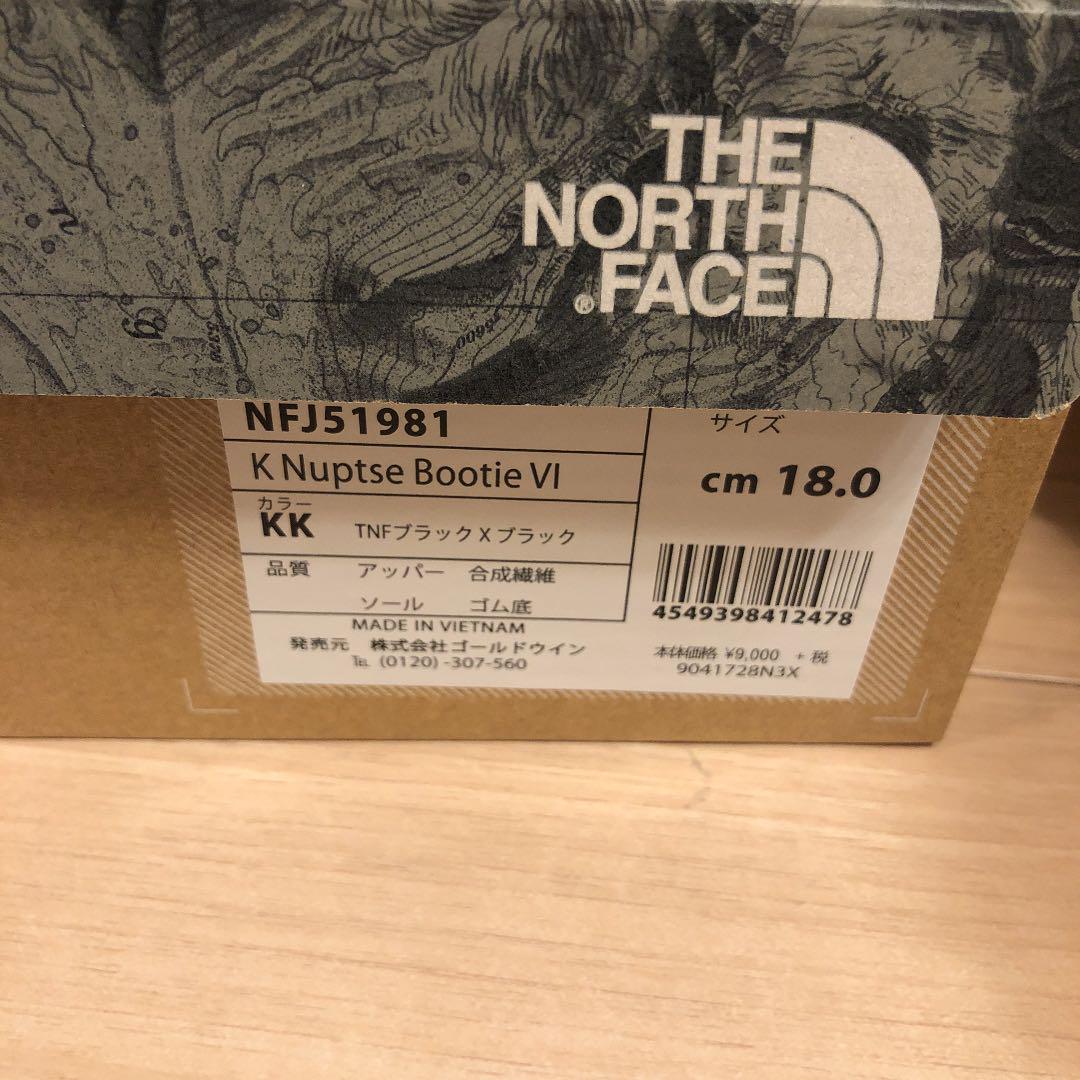 THE
NORTH
®FACE
5600
5200
NFJ51981
K Nuptse Bootie VI
カラー
KK TNFブラック X ブラック
品質 アッパー 合成繊維
ソール ゴム底
MADE IN VIETNAM
発売元 株式会社ゴールドウイン
℡ (0120) -307-560
サイズ
cm 18.0
4549398412478
本体価格 ¥9,000 + 税
9041728N3X